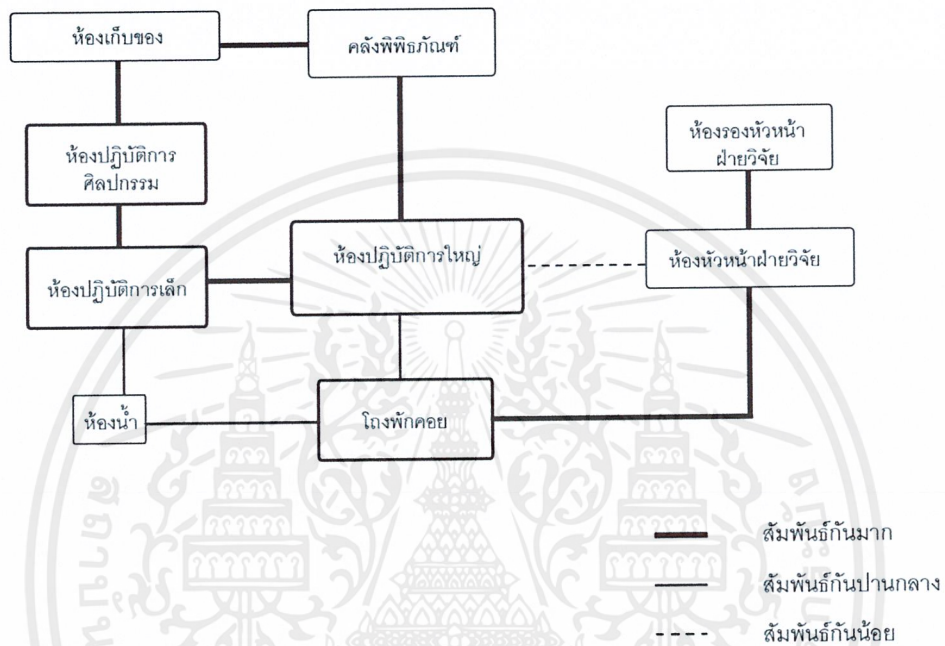 ห้องเก็บของ
คลังพิพิธภัณฑ์
ห้องรองหัวหน้า
ฝ่ายวิจัย
ห้องปฏิบัติการ
ศิลปกรรม
ห้องปฏิบัติการใหญ่
ห้องหัวหน้าฝ่ายวิจัย
ห้องปฏิบัติการเล็ก
ห้องน้ำ
โถงพักคอย
สัมพันธ์กันมาก
สัมพันธ์กันปานกลาง
สัมพันธ์กันน้อย